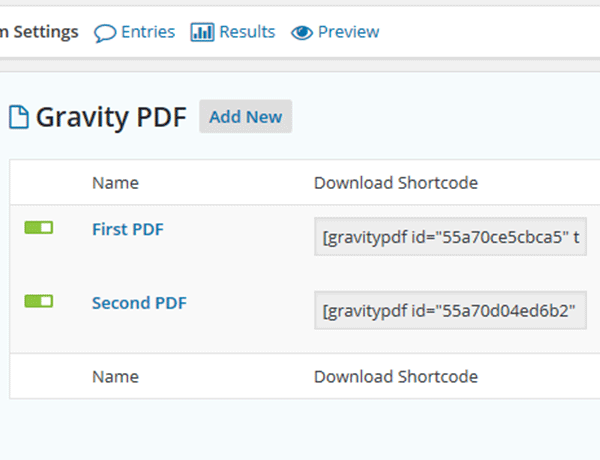 Settings Entries Results Preview
Gravity PDF Add New
Name Download Shortcode
First PDF [gravitypdf id="55a70ce5cbca5" t
Second PDF [gravitypdf id="55a70d04ed6b2"
Name Download Shortcode